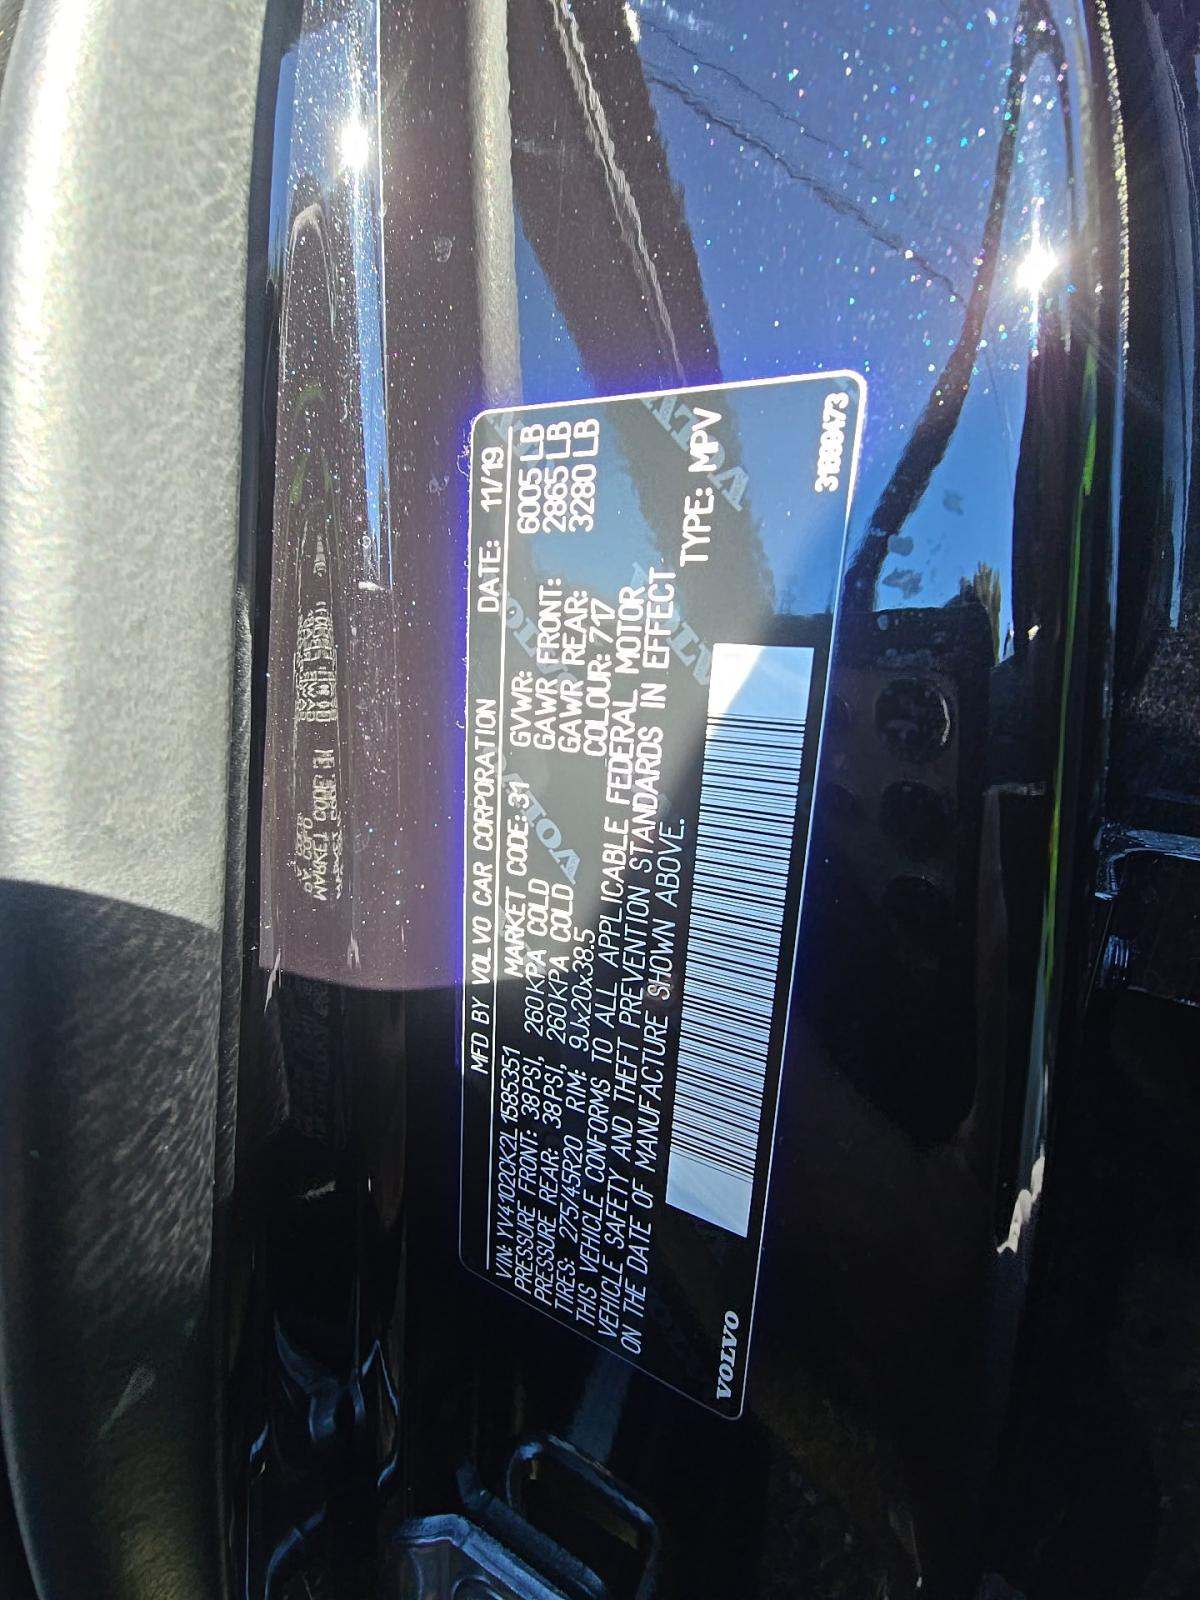 MFD BY VOLVO CAR CORPORATION DATE: 11/19
VIN: YV4102CK2L1585351 MARKET CODE: 31 GVWR: 6005 LB
PRESSURE FRONT: 38PSI, 260KPA COLD GAWR FRONT: 2865 LB
PRESSURE REAR: 38PSI, 260KPA COLD GAWR REAR: 3280 LB
TIRES: 275/45R20 RIM: 9Jx20x38.5 COLOUR: 717
THIS VEHICLE CONFORMS TO ALL APPLICABLE FEDERAL MOTOR
VEHICLE SAFETY AND THEFT PREVENTION STANDARDS IN EFFECT
ON THE DATE OF MANUFACTURE SHOWN ABOVE. TYPE: MPV
VOLVO